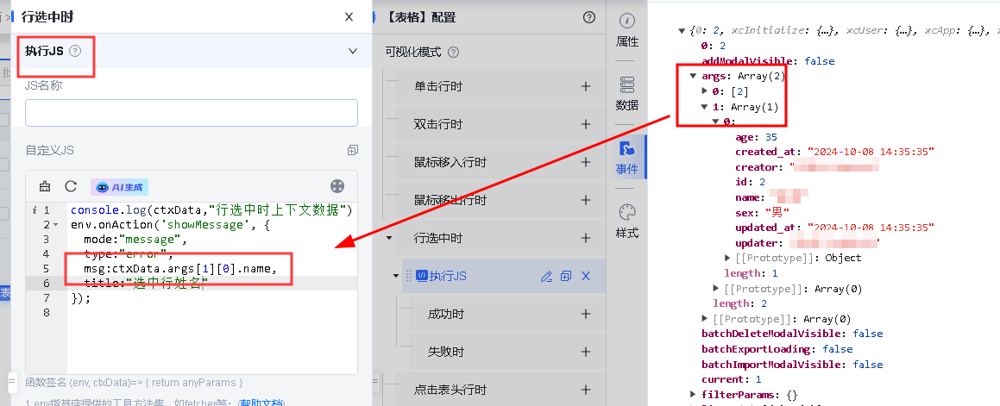 行选中时
执行JS
JS名称
自定义JS
AI生成
i 1 console.log(ctxData,"行选中时上下文数据")
2 env.onAction('showMessage', {
3 mode:"message",
4 type:"error",
5 msg:ctxData.args[1][0].name,
6 title:"选中行姓名"
7 });
8
函数签名 (env, ctxData)=> { return anyParams }
1.env指基座提供的工具方法集，如fetcher等；(帮助文档)
【表格】配置
可视化模式
单击行时
双击行时
鼠标移入行时
鼠标移出行时
行选中时
执行JS
成功时
失败时
点击表头行时
属性
数据
事件
样式
{0: 2, xcInitialize: {…}, xcUser: {…}, xcApp: {…},
0: 2
addModalVisible: false
args: Array(2)
0: [2]
1: Array(1)
0:
age: 35
created_at: "2024-10-08 14:35:35"
creator: "
id: 2
name:
sex: "男"
updated_at: "2024-10-08 14:35:35"
updater:
[[Prototype]]: Object
length: 1
[[Prototype]]: Array(0)
length: 2
[[Prototype]]: Array(0)
batchDeleteModalVisible: false
batchExportLoading: false
batchImportModalVisible: false
current: 1
filterParams: {}